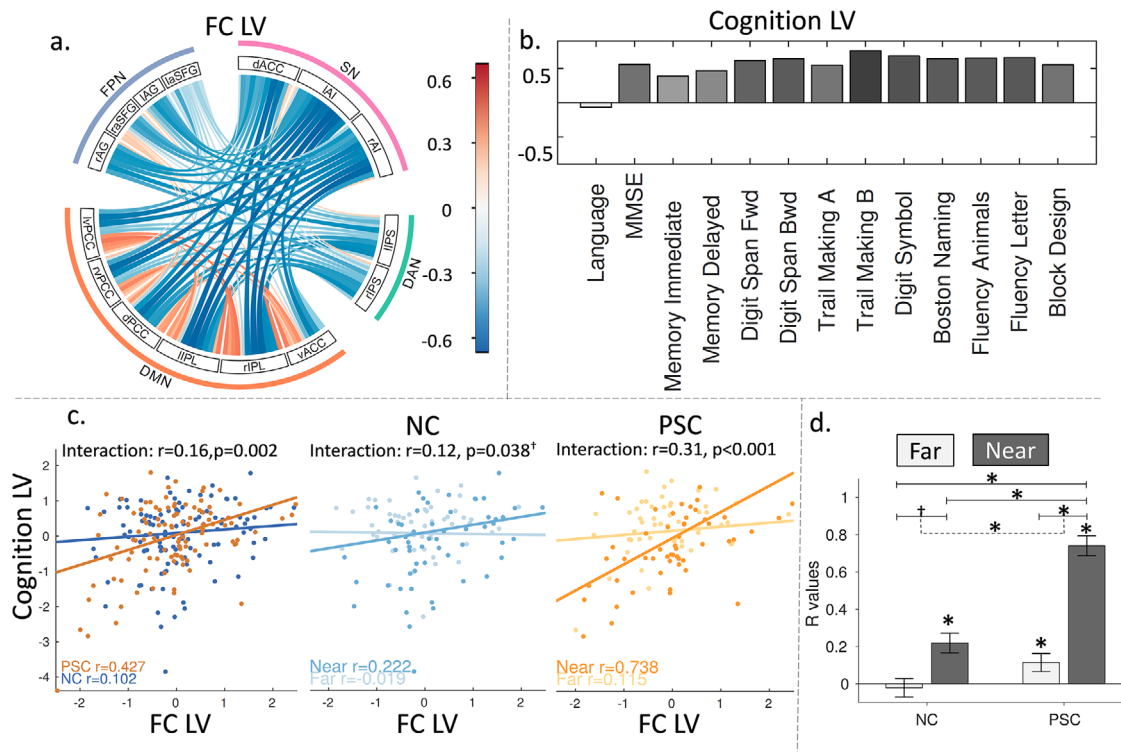 a.
FC LV
FPN
SN
DAN
DMN
laSFG
lAG
raSFG
rAG
dACC
lAI
rAI
lIPS
rIPS
vACC
rIPL
lIPL
dPCC
rvPCC
lvPCC
0.6
0.3
0
-0.3
-0.6
b.
Cognition LV
0.5
-0.5
Language
MMSE
Memory Immediate
Memory Delayed
Digit Span Fwd
Digit Span Bwd
Trail Making A
Trail Making B
Digit Symbol
Boston Naming
Fluency Animals
Fluency Letter
Block Design
c.
Interaction: r=0.16,p=0.002
Cognition LV
2
1
0
-1
-2
-3
-4
PSC r=0.427
NC r=0.102
-2 -1 0 1 2
FC LV
NC
Interaction: r=0.12, p=0.038†
Near r=0.222
Far r=-0.019
-2 -1 0 1 2
FC LV
PSC
Interaction: r=0.31, p<0.001
Near r=0.738
Far r=0.115
-2 -1 0 1 2
FC LV
d.
Far Near
R values
1
0.8
0.6
0.4
0.2
0
*
*
† *
*
*
*
*
*
NC PSC